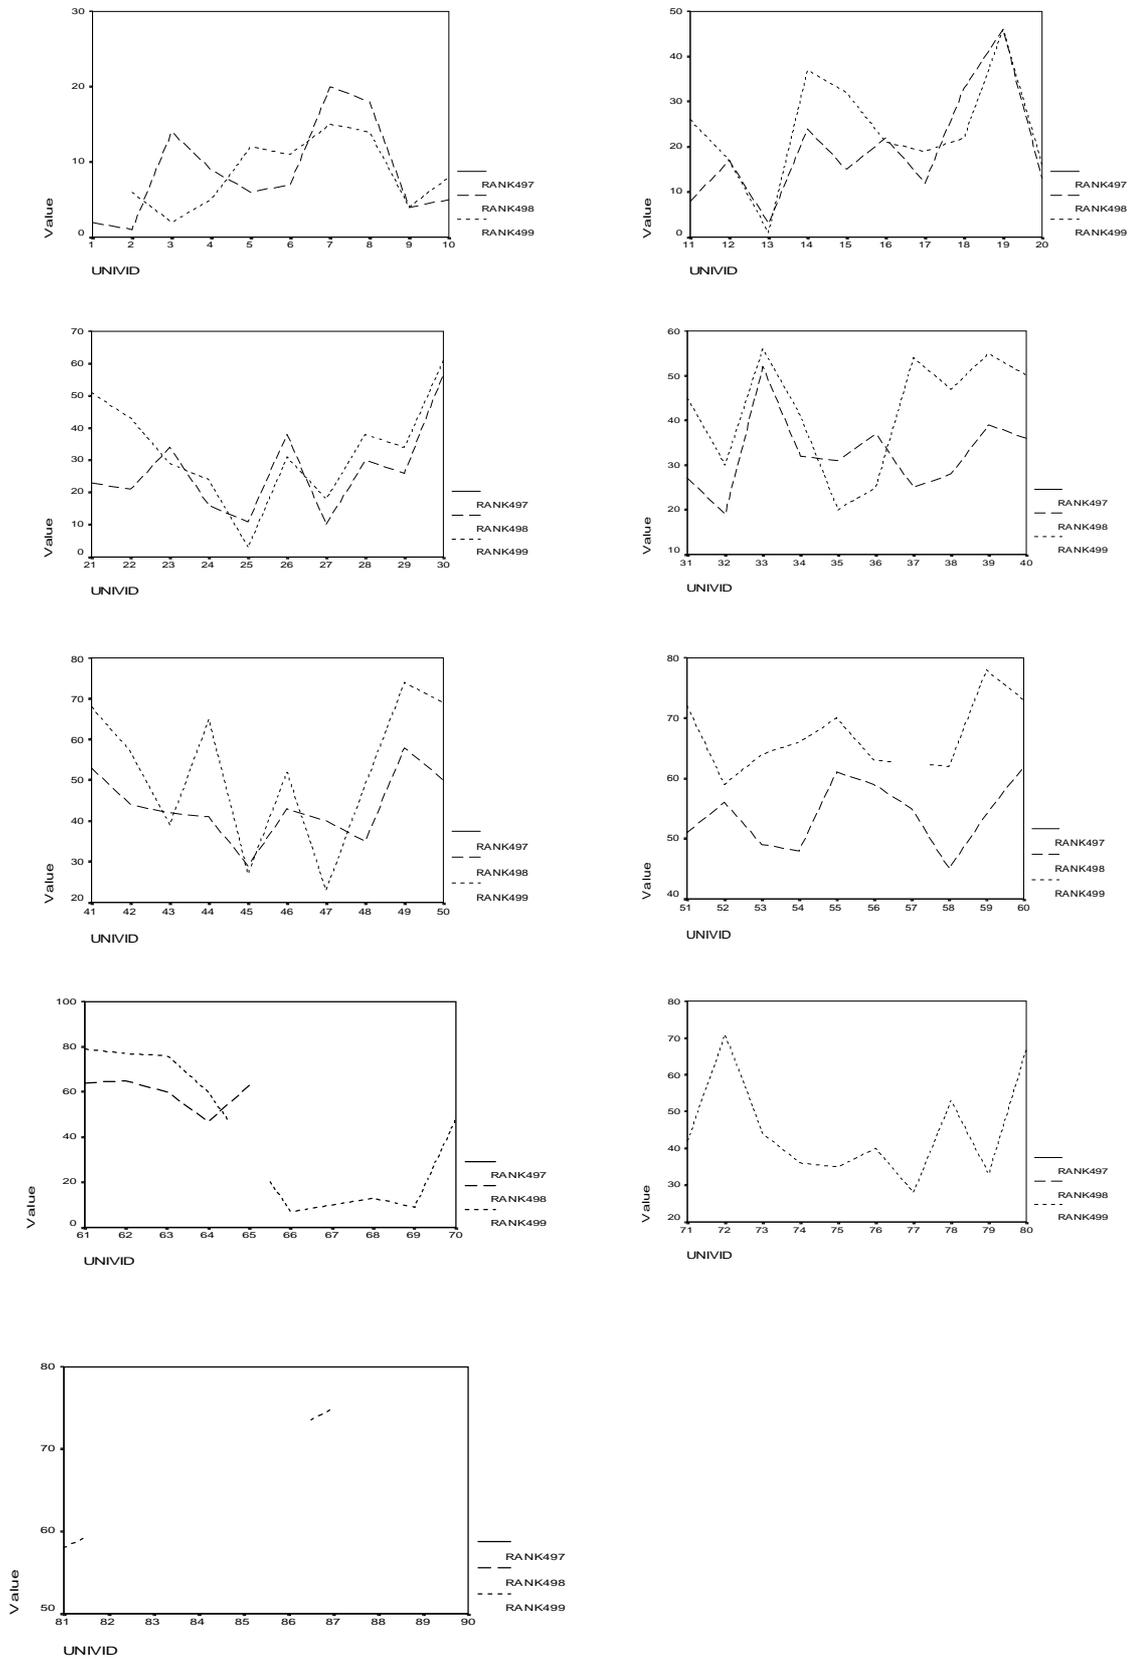 30
20
10
0
Value
1 2 3 4 5 6 7 8 9 10
UNIVID
RANK497
RANK498
RANK499
50
40
30
20
10
0
Value
11 12 13 14 15 16 17 18 19 20
UNIVID
RANK497
RANK498
RANK499
70
60
50
40
30
20
10
0
Value
21 22 23 24 25 26 27 28 29 30
UNIVID
RANK497
RANK498
RANK499
60
50
40
30
20
10
Value
31 32 33 34 35 36 37 38 39 40
UNIVID
RANK497
RANK498
RANK499
80
70
60
50
40
30
20
Value
41 42 43 44 45 46 47 48 49 50
UNIVID
RANK497
RANK498
RANK499
80
70
60
50
40
Value
51 52 53 54 55 56 57 58 59 60
UNIVID
RANK497
RANK498
RANK499
100
80
60
40
20
0
Value
61 62 63 64 65 66 67 68 69 70
UNIVID
RANK497
RANK498
RANK499
80
70
60
50
40
30
20
Value
71 72 73 74 75 76 77 78 79 80
UNIVID
RANK497
RANK498
RANK499
80
70
60
50
Value
81 82 83 84 85 86 87 88 89 90
UNIVID
RANK497
RANK498
RANK499